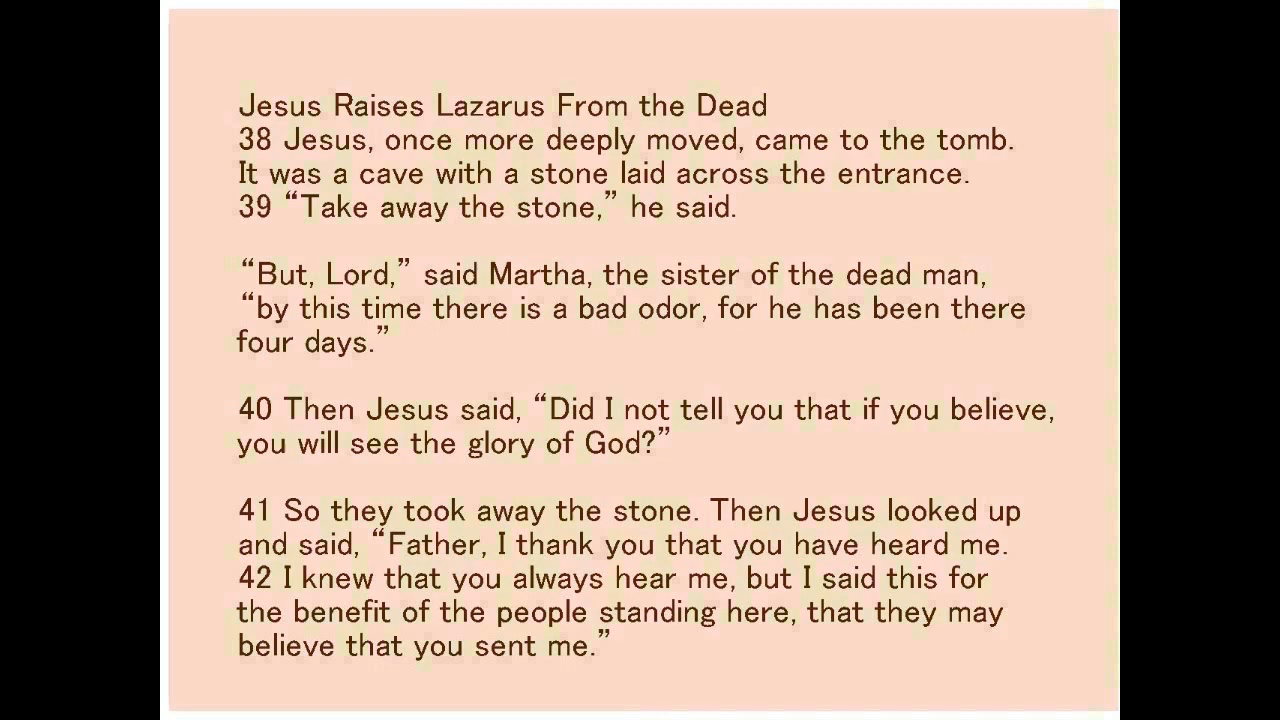 Jesus Raises Lazarus From the Dead
38 Jesus, once more deeply moved, came to the tomb.
It was a cave with a stone laid across the entrance.
39 “Take away the stone,” he said.
“But, Lord,” said Martha, the sister of the dead man,
“by this time there is a bad odor, for he has been there
four days.”
40 Then Jesus said, “Did I not tell you that if you believe,
you will see the glory of God?”
41 So they took away the stone. Then Jesus looked up
and said, “Father, I thank you that you have heard me.
42 I knew that you always hear me, but I said this for
the benefit of the people standing here, that they may
believe that you sent me.”